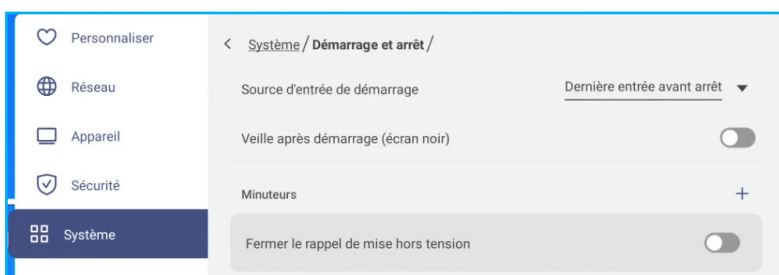 Personnaliser
< Système / Démarrage et arrêt /
Réseau
Source d'entrée de démarrage Dernière entrée avant arrêt
Appareil
Veille après démarrage (écran noir)
Sécurité
Minuteurs +
Système
Fermer le rappel de mise hors tension